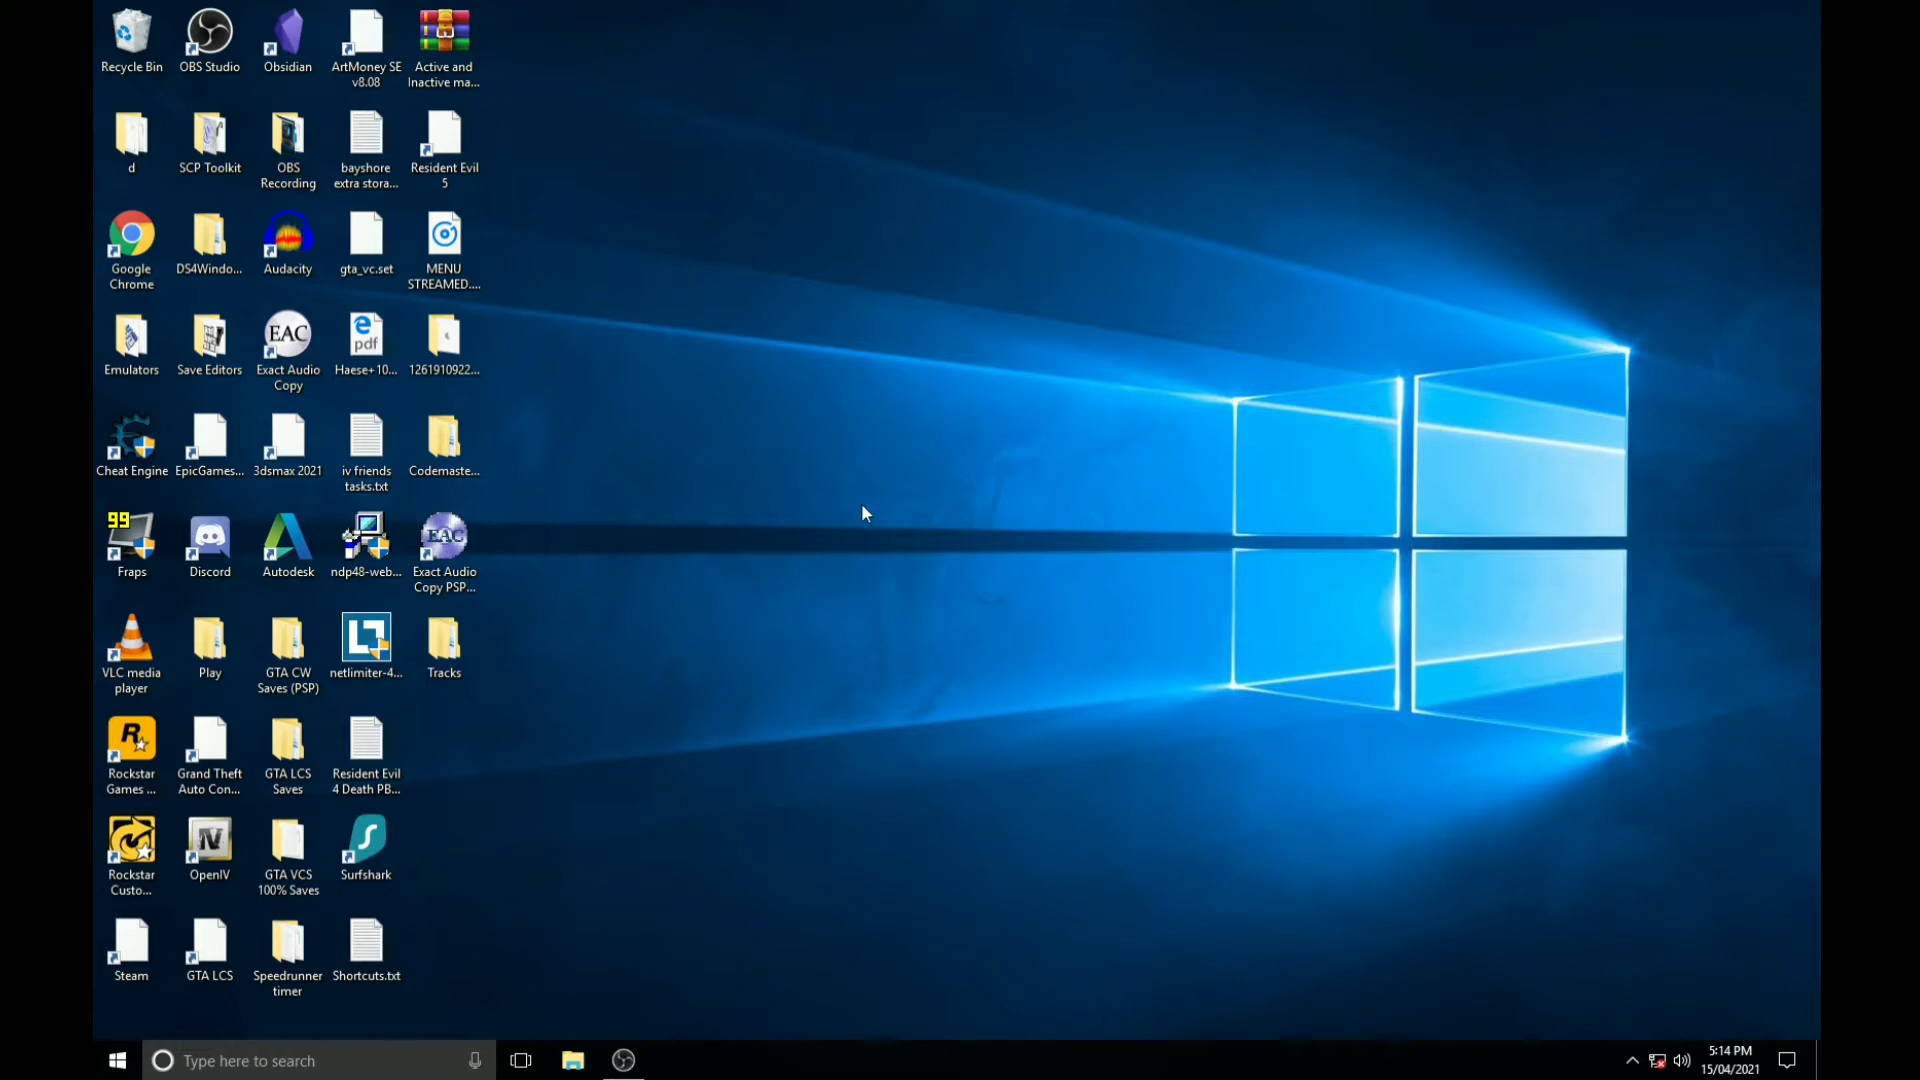 Recycle Bin
OBS Studio
Obsidian
ArtMoney SE
v8.08
Active and
Inactive ma...
d
SCP Toolkit
OBS
Recording
bayshore
extra stora...
Resident Evil
5
Google
Chrome
DS4Windo...
Audacity
gta_vc.set
MENU
STREAMED....
Emulators
Save Editors
EAC
Exact Audio
Copy
pdf
Haese+10...
1261910922...
Cheat Engine
EpicGames...
3dsmax 2021
iv friends
tasks.txt
Codemaste...
99
Fraps
Discord
Autodesk
ndp48-web...
EAC
Exact Audio
Copy PSP...
VLC media
player
Play
GTA CW
Saves (PSP)
netlimiter-4...
Tracks
R
Rockstar
Games ...
Grand Theft
Auto Con...
GTA LCS
Saves
Resident Evil
4 Death PB...
Rockstar
Custo...
OpenIV
GTA VCS
100% Saves
Surfshark
Steam
GTA LCS
Speedrunner
timer
Shortcuts.txt
Type here to search
5:14 PM
15/04/2021